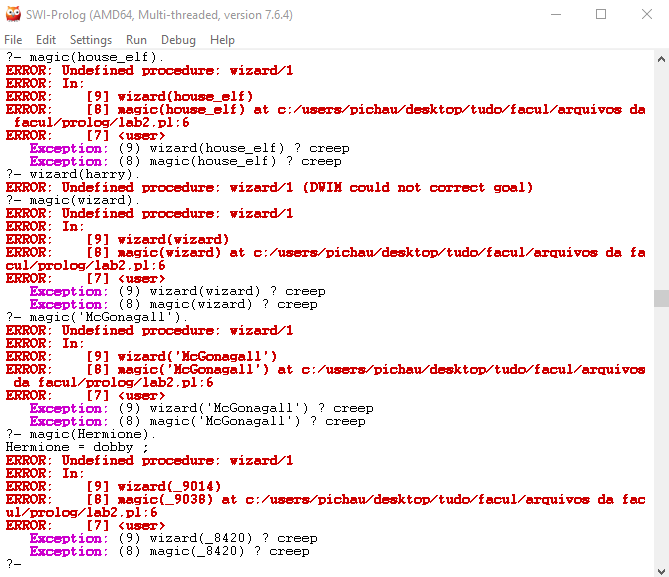 SWI-Prolog (AMD64, Multi-threaded, version 7.6.4)
File Edit Settings Run Debug Help
?- magic(house_elf).
ERROR: Undefined procedure: wizard/1
ERROR: In:
ERROR:    [9] wizard(house_elf)
ERROR:    [8] magic(house_elf) at c:/users/pichau/desktop/tudo/facul/arquivos da
 facul/prolog/lab2.pl:6
ERROR:    [7] <user>
   Exception: (9) wizard(house_elf) ? creep
   Exception: (8) magic(house_elf) ? creep
?- wizard(harry).
ERROR: Undefined procedure: wizard/1 (DWIM could not correct goal)
?- magic(wizard).
ERROR: Undefined procedure: wizard/1
ERROR: In:
ERROR:    [9] wizard(wizard)
ERROR:    [8] magic(wizard) at c:/users/pichau/desktop/tudo/facul/arquivos da fa
cul/prolog/lab2.pl:6
ERROR:    [7] <user>
   Exception: (9) wizard(wizard) ? creep
   Exception: (8) magic(wizard) ? creep
?- magic('McGonagall').
ERROR: Undefined procedure: wizard/1
ERROR: In:
ERROR:    [9] wizard('McGonagall')
ERROR:    [8] magic('McGonagall') at c:/users/pichau/desktop/tudo/facul/arquivos
 da facul/prolog/lab2.pl:6
ERROR:    [7] <user>
   Exception: (9) wizard('McGonagall') ? creep
   Exception: (8) magic('McGonagall') ? creep
?- magic(Hermione).
Hermione = dobby ;
ERROR: Undefined procedure: wizard/1
ERROR: In:
ERROR:    [9] wizard(_9014)
ERROR:    [8] magic(_9038) at c:/users/pichau/desktop/tudo/facul/arquivos da fac
ul/prolog/lab2.pl:6
ERROR:    [7] <user>
   Exception: (9) wizard(_8420) ? creep
   Exception: (8) magic(_8420) ? creep
?-